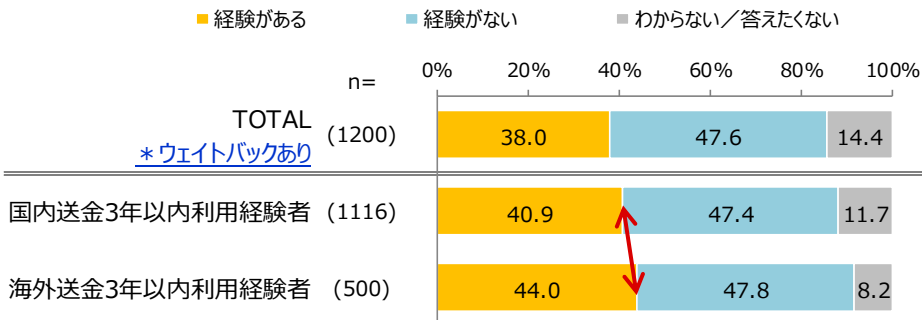 ■ 経験がある ■ 経験がない ■ わからない／答えたくない
n= 0% 20% 40% 60% 80% 100%
TOTAL (1200) 38.0 47.6 14.4
＊ウェイトバックあり
国内送金3年以内利用経験者 (1116) 40.9 47.4 11.7
海外送金3年以内利用経験者 (500) 44.0 47.8 8.2